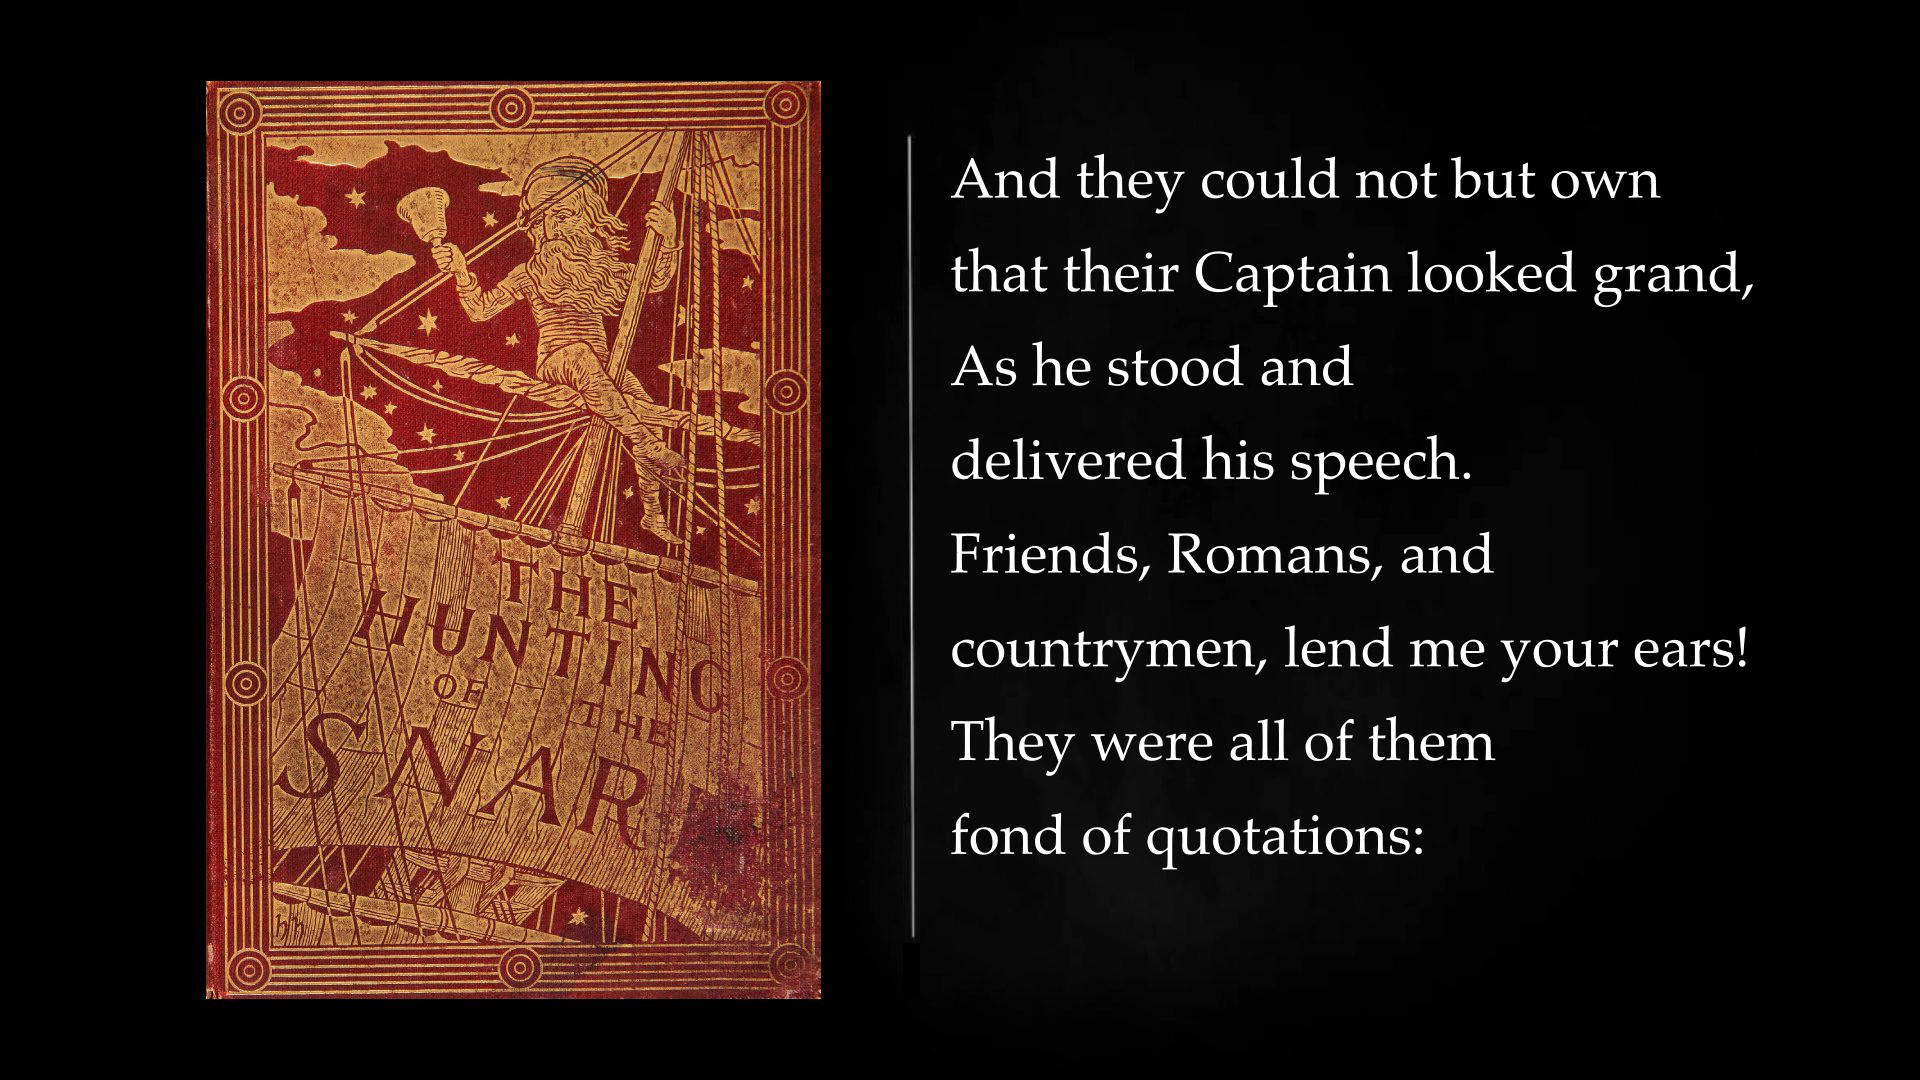 THE
HUNTING
OF THE
SNAR
hh
And they could not but own
that their Captain looked grand,
As he stood and
delivered his speech.
Friends, Romans, and
countrymen, lend me your ears!
They were all of them
fond of quotations: